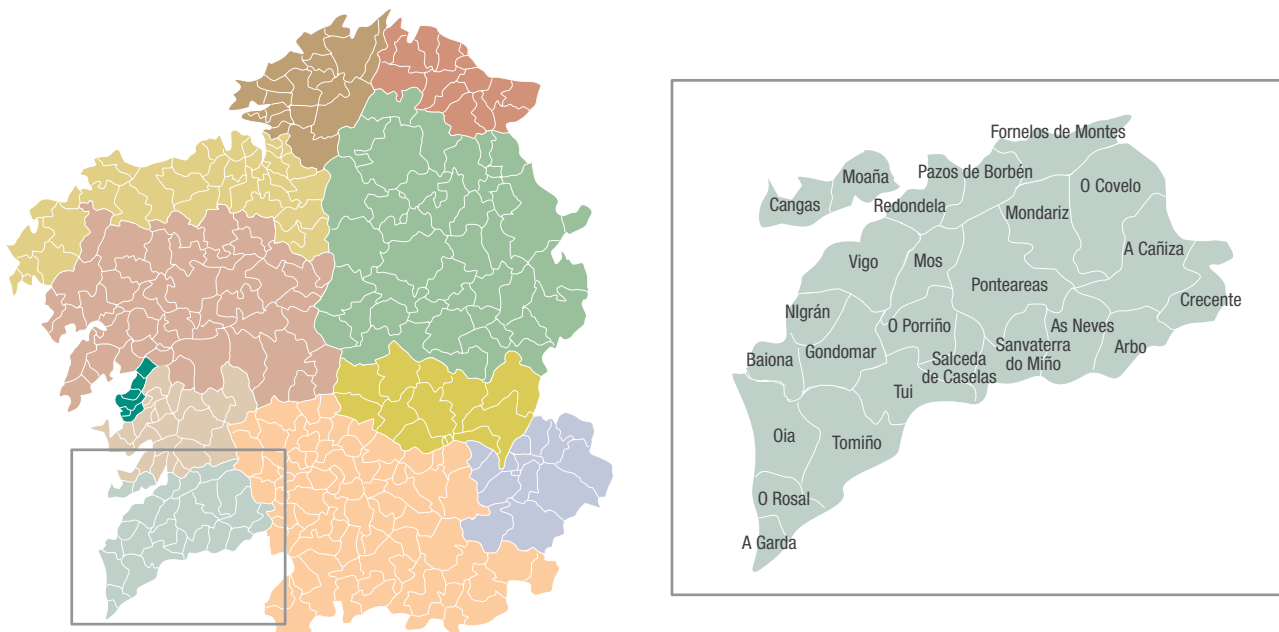 Fornelos de Montes
Moaña
Pazos de Borbén
O Covelo
Cangas
Redondela
Mondariz
A Cañiza
Vigo
Mos
Ponteareas
Crecente
NIgrán
O Porriño
As Neves
Baiona
Gondomar
Salceda
de Caselas
Sanvaterra
do Miño
Arbo
Tui
Oia
Tomiño
O Rosal
A Garda